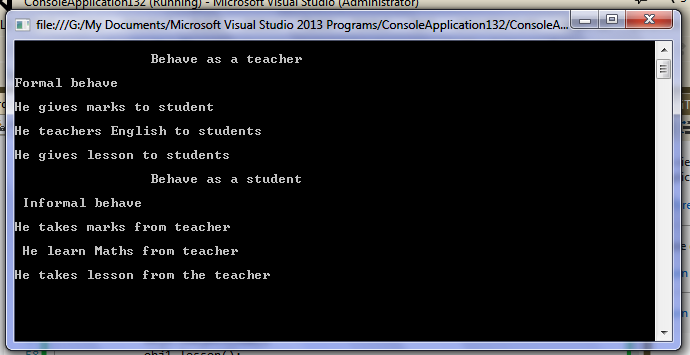 ConsoleApplication132 (Running) - Microsoft Visual Studio (Administrator)
file:///G:/My Documents/Microsoft Visual Studio 2013 Programs/ConsoleApplication132/ConsoleA...
Behave as a teacher
Formal behave
He gives marks to student
He teachers English to students
He gives lesson to students
Behave as a student
Informal behave
He takes marks from teacher
He learn Maths from teacher
He takes lesson from the teacher